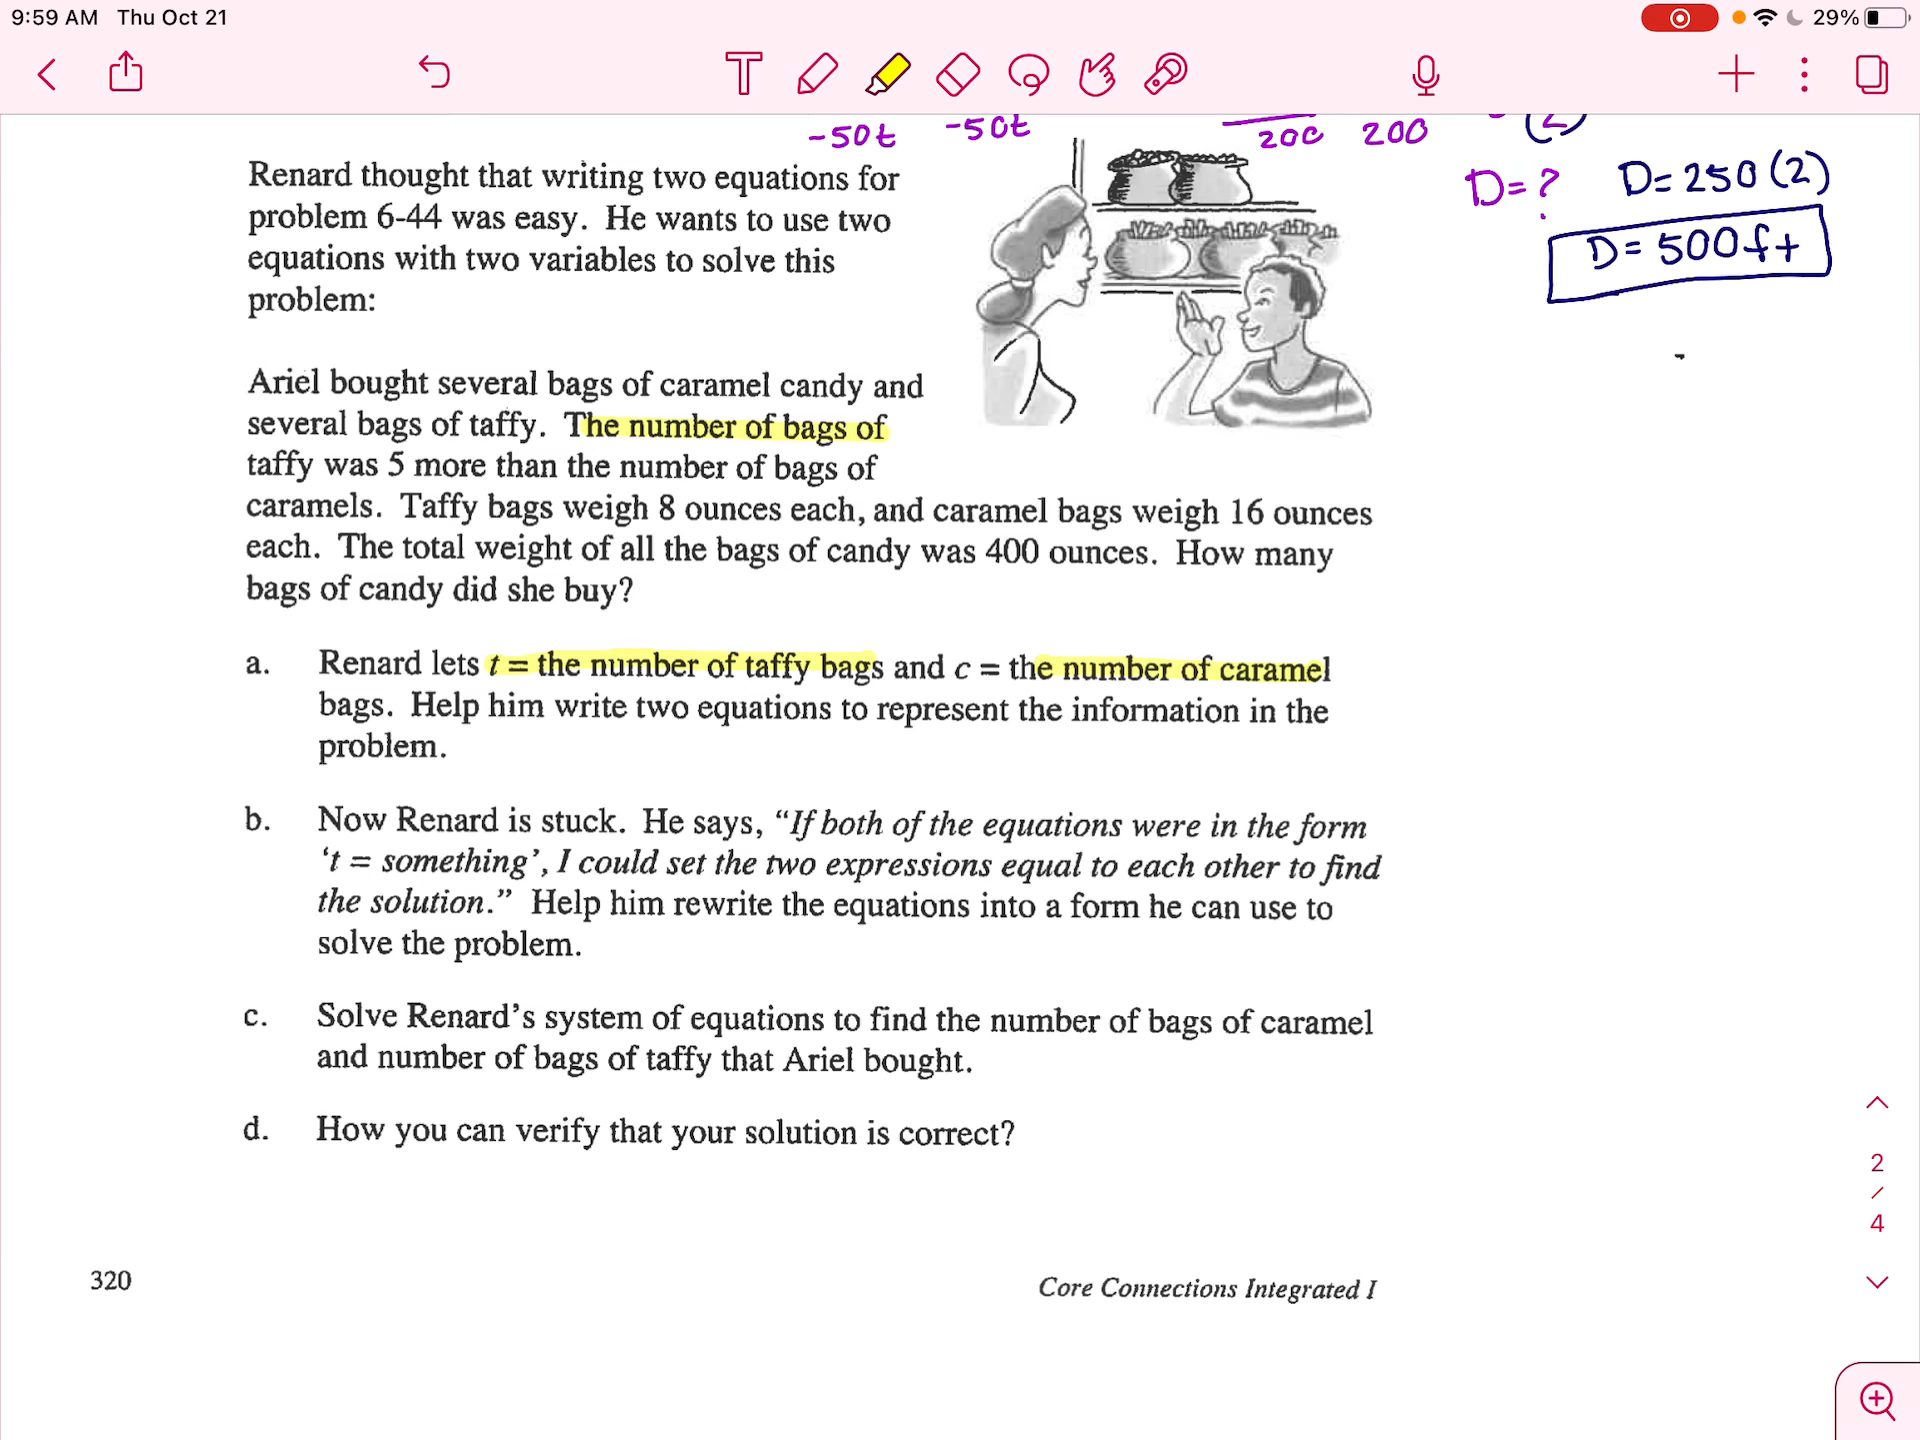 9:59 AM Thu Oct 21
29%
T
-50t -50t
200 200
(2)
D=? D=250(2)
D=500ft
Renard thought that writing two equations for
problem 6-44 was easy. He wants to use two
equations with two variables to solve this
problem:
Ariel bought several bags of caramel candy and
several bags of taffy. The number of bags of
taffy was 5 more than the number of bags of
caramels. Taffy bags weigh 8 ounces each, and caramel bags weigh 16 ounces
each. The total weight of all the bags of candy was 400 ounces. How many
bags of candy did she buy?
a. Renard lets t = the number of taffy bags and c = the number of caramel
bags. Help him write two equations to represent the information in the
problem.
b. Now Renard is stuck. He says, “If both of the equations were in the form
‘t = something’, I could set the two expressions equal to each other to find
the solution.” Help him rewrite the equations into a form he can use to
solve the problem.
c. Solve Renard’s system of equations to find the number of bags of caramel
and number of bags of taffy that Ariel bought.
d. How you can verify that your solution is correct?
2
/
4
320
Core Connections Integrated I